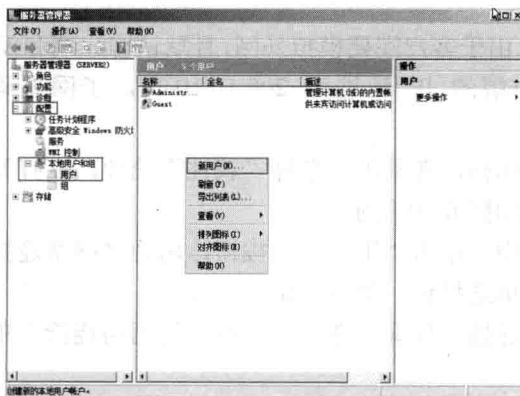 服务器管理器
文件(F) 操作(A) 查看(V) 帮助(H)
服务器管理器 (SERVER2)
角色
功能
诊断
配置
任务计划程序
高级安全 Windows 防火
服务
WMI 控制
本地用户和组
用户
组
存储
用户
名称 全名 描述
Administr... 管理计算机(域)的内置帐
Guest 供来宾访问计算机或访问
新用户(N)...
刷新(F)
导出列表(L)...
查看(V)
排列图标(I)
对齐图标(E)
帮助(H)
操作
用户
更多操作
创建新的本地用户帐户。